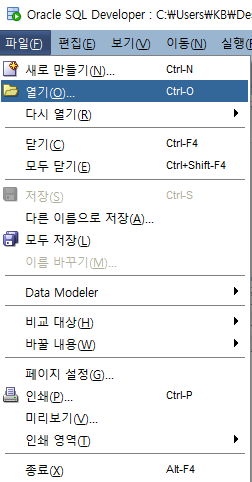 Oracle SQL Developer : C:₩Users₩KB₩De
파일(F) 편집(E) 보기(V) 이동(N) 실행(
새로 만들기(N)... Ctrl-N
열기(O)... Ctrl-O
다시 열기(R)
닫기(C) Ctrl-F4
모두 닫기(E) Ctrl+Shift-F4
저장(S) Ctrl-S
다른 이름으로 저장(A)...
모두 저장(L)
이름 바꾸기(M)...
Data Modeler
비교 대상(H)
바꿀 내용(W)
페이지 설정(G)...
인쇄(P)... Ctrl-P
미리보기(V)...
인쇄 영역(T)
종료(X) Alt-F4